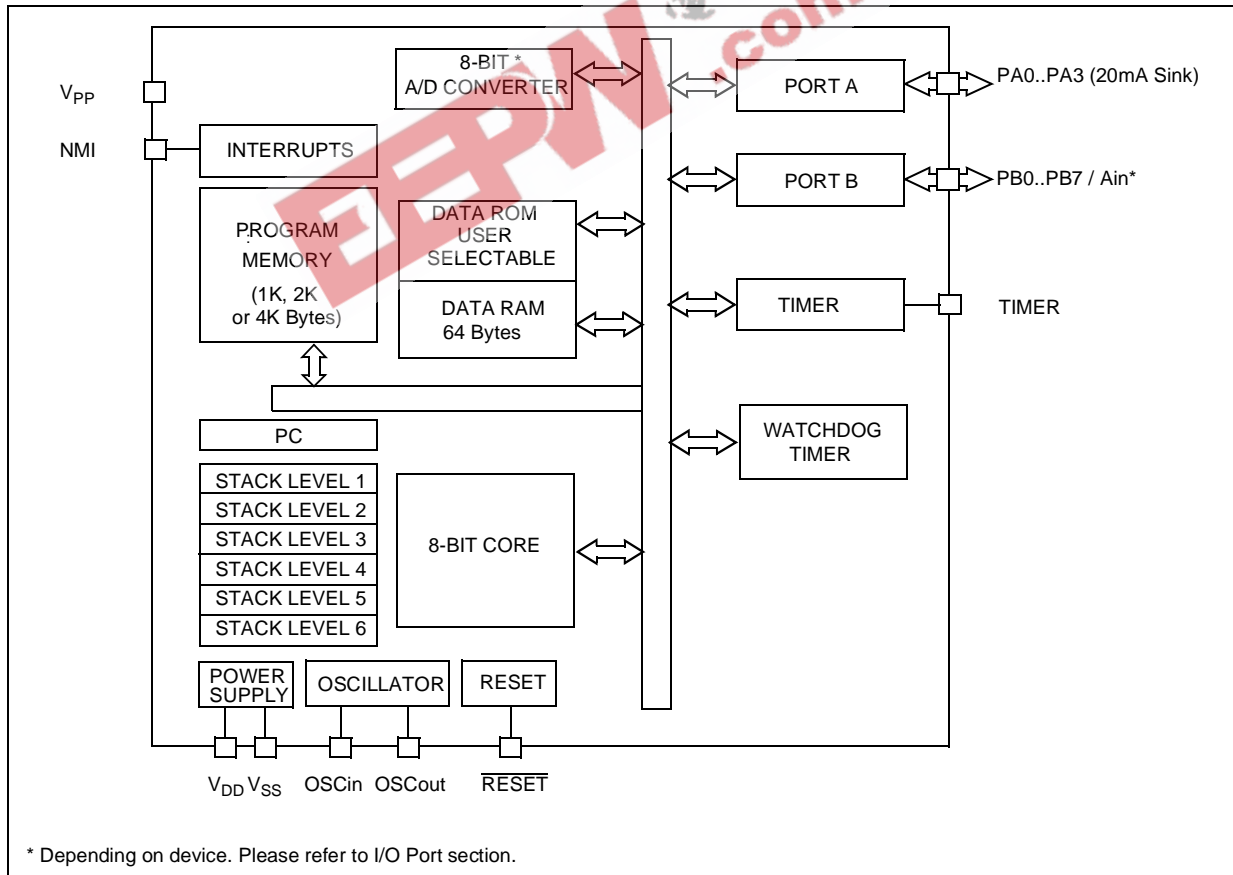 8-BIT *
A/D CONVERTER
PORT A
PA0..PA3 (20mA Sink)
VPP
NMI
INTERRUPTS
PORT B
PB0..PB7 / Ain*
PROGRAM
MEMORY
(1K, 2K
or 4K Bytes)
DATA ROM
USER
SELECTABLE
DATA RAM
64 Bytes
TIMER
TIMER
PC
WATCHDOG
TIMER
STACK LEVEL 1
STACK LEVEL 2
STACK LEVEL 3
STACK LEVEL 4
STACK LEVEL 5
STACK LEVEL 6
8-BIT CORE
POWER
SUPPLY
OSCILLATOR
RESET
VDD VSS
OSCin OSCout
RESET
* Depending on device. Please refer to I/O Port section.
EEPW
.com